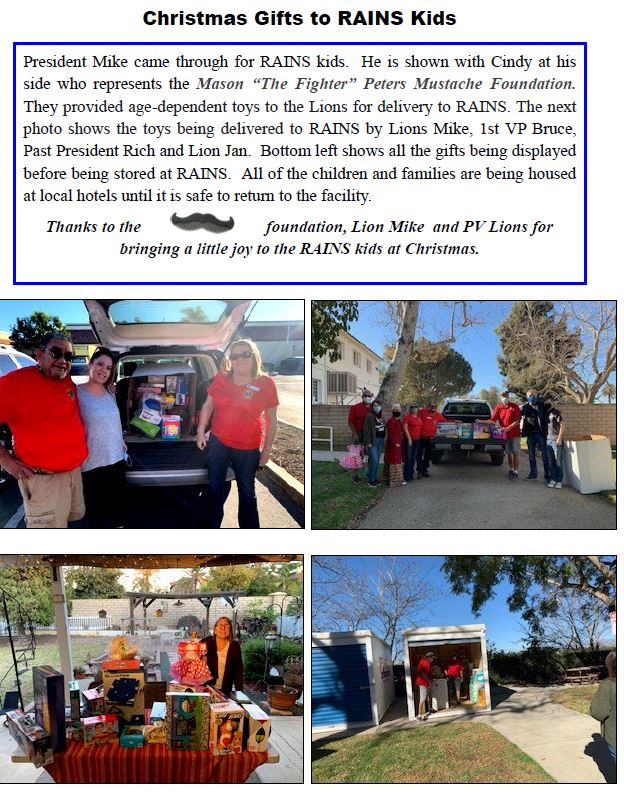 Christmas Gifts to RAINS Kids
President Mike came through for RAINS kids. He is shown with Cindy at his
side who represents the Mason “The Fighter” Peters Mustache Foundation.
They provided age-dependent toys to the Lions for delivery to RAINS. The next
photo shows the toys being delivered to RAINS by Lions Mike, 1st VP Bruce,
Past President Rich and Lion Jan. Bottom left shows all the gifts being displayed
before being stored at RAINS. All of the children and families are being housed
at local hotels until it is safe to return to the facility.
Thanks to the foundation, Lion Mike and PV Lions for
bringing a little joy to the RAINS kids at Christmas.